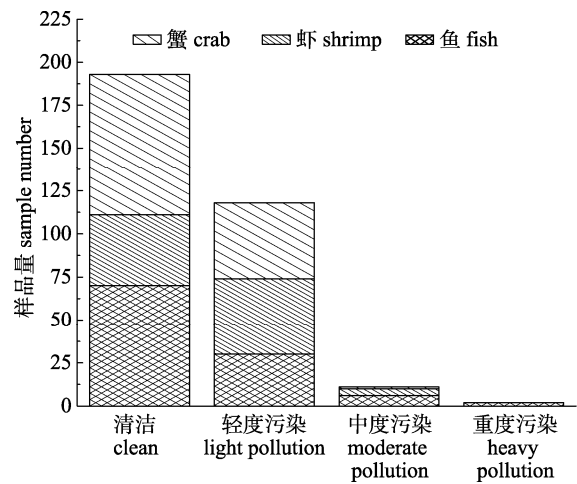 225
200
175
150
125
100
75
50
25
0
样品量 sample number
蟹 crab 虾 shrimp 鱼 fish
清洁 轻度污染 中度污染 重度污染
clean light pollution moderate heavy
pollution pollution